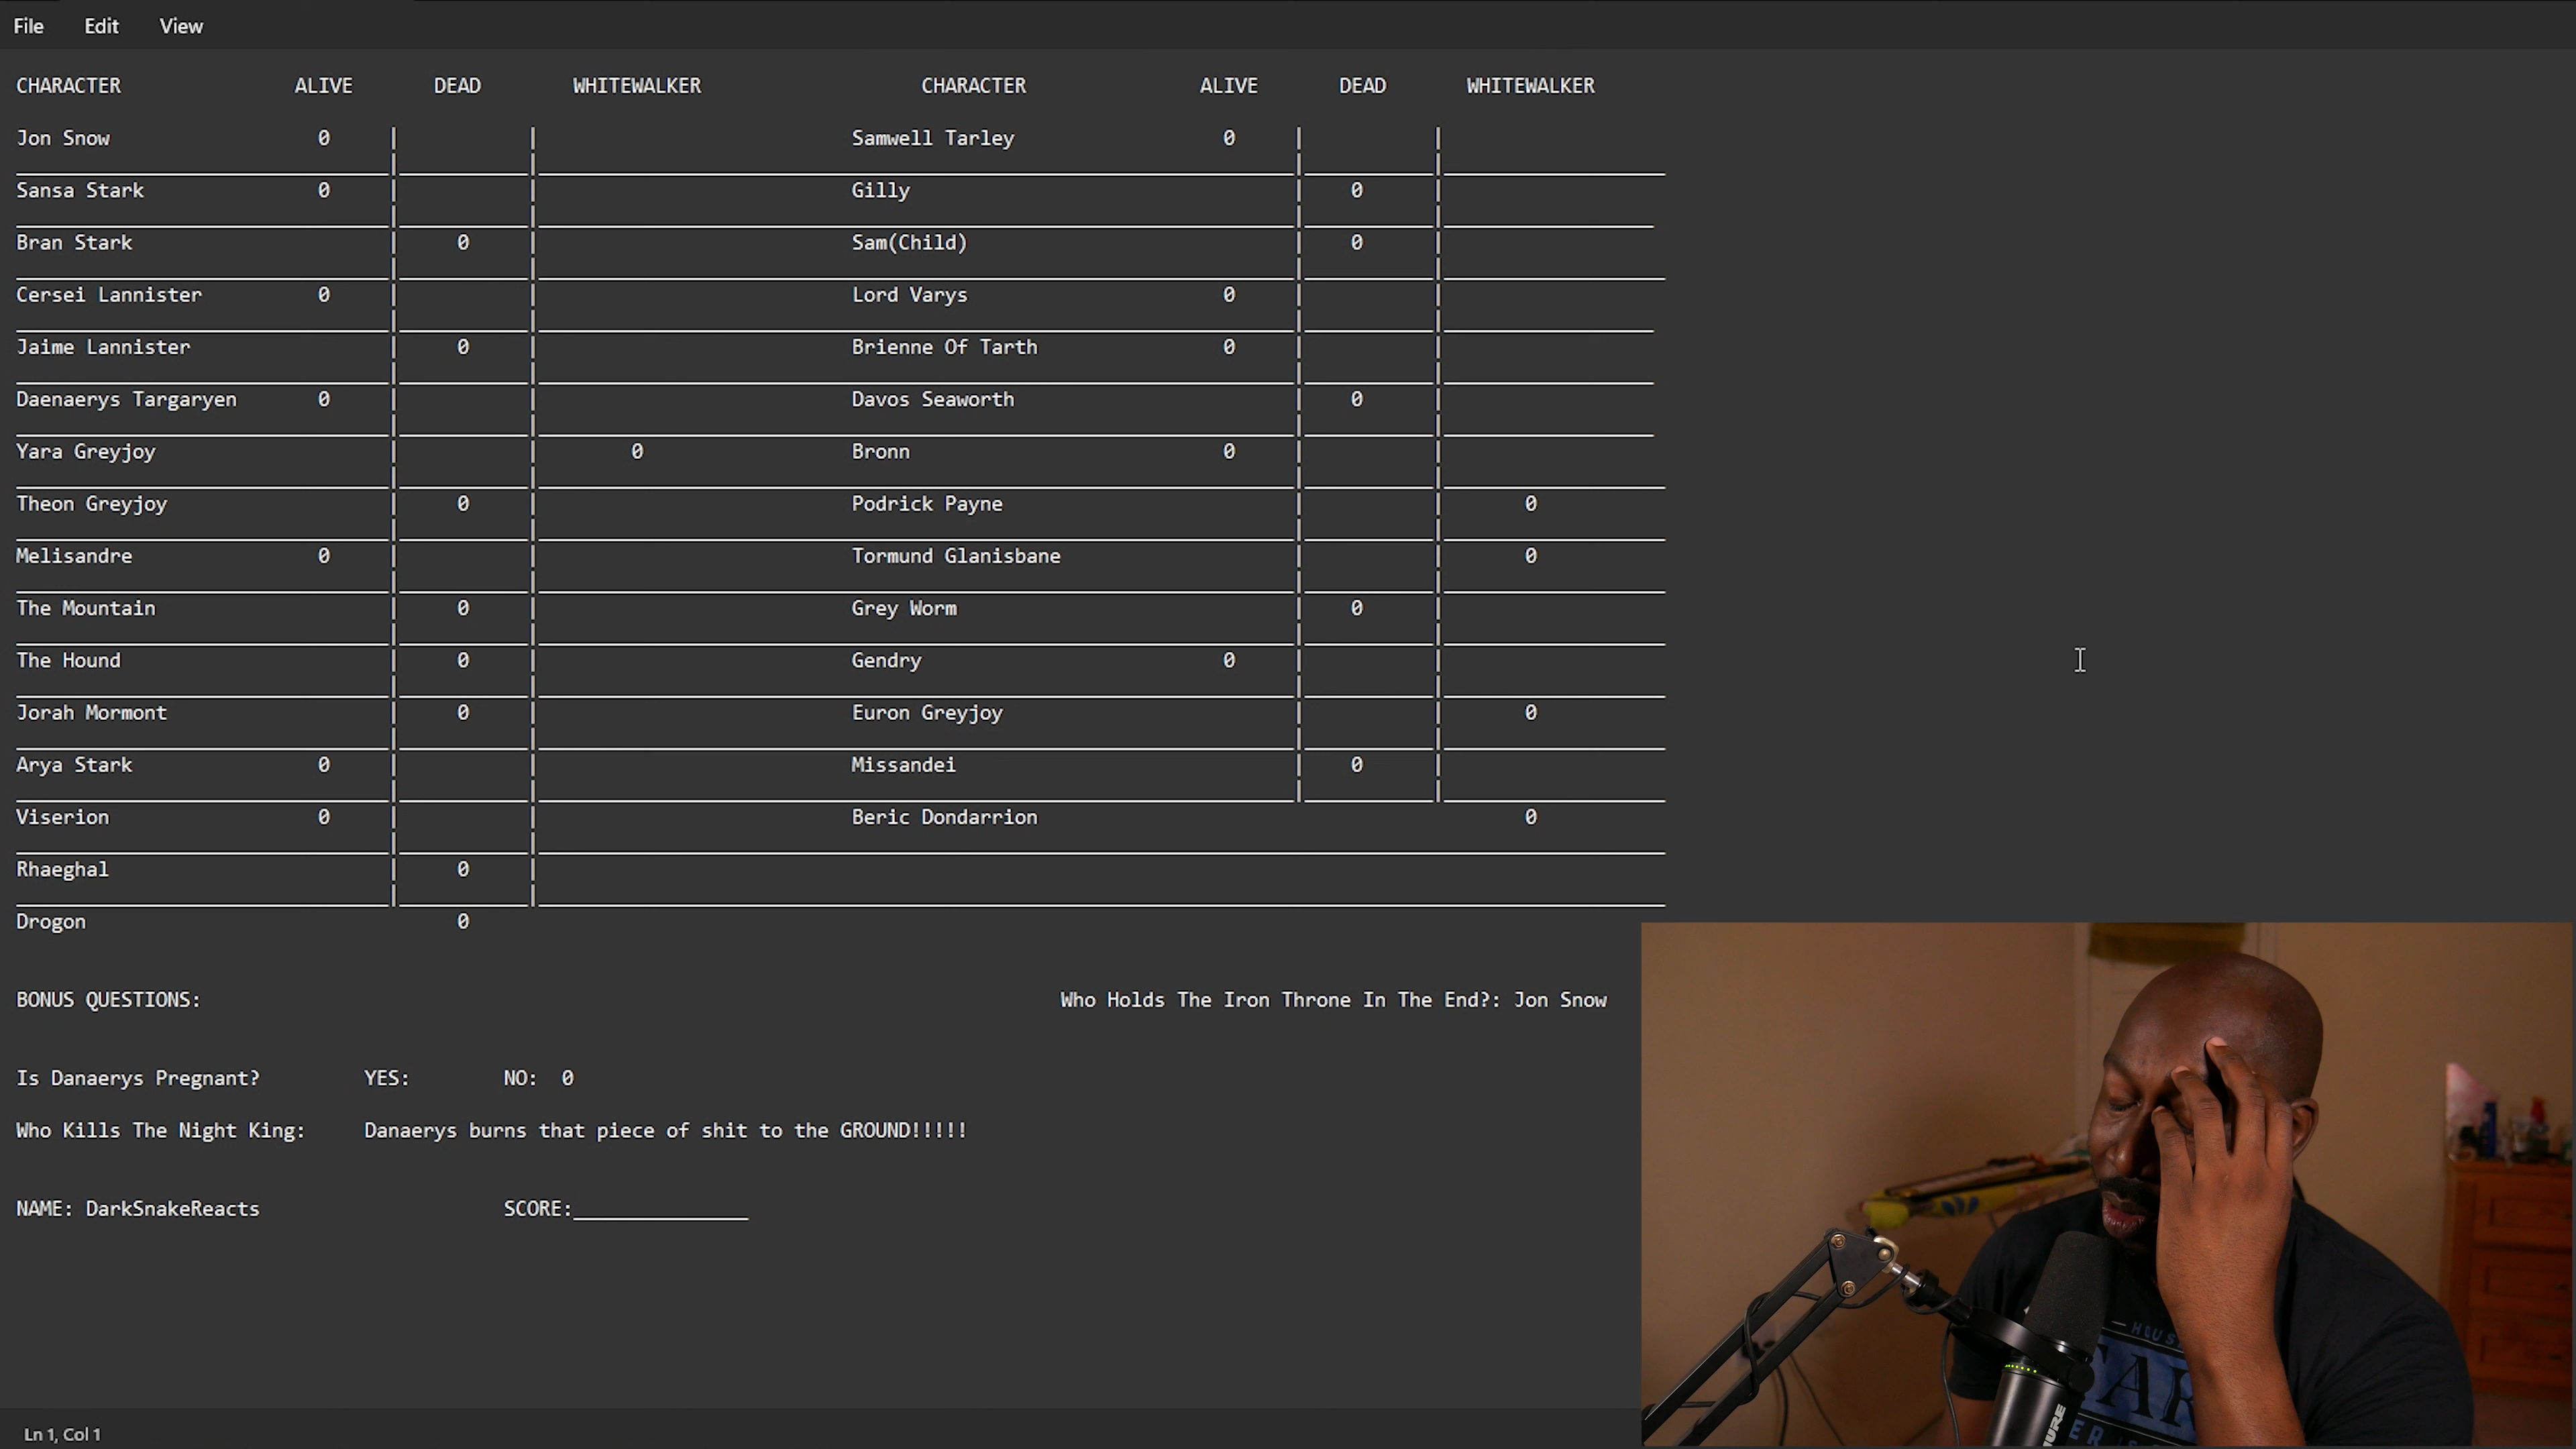 File Edit View
CHARACTER ALIVE DEAD WHITEWALKER CHARACTER ALIVE DEAD WHITEWALKER
Jon Snow 0 Samwell Tarley 0
Sansa Stark 0 Gilly 0
Bran Stark 0 Sam(Child) 0
Cersei Lannister 0 Lord Varys 0
Jaime Lannister 0 Brienne Of Tarth 0
Daenaerys Targaryen 0 Davos Seaworth 0
Yara Greyjoy 0 Bronn 0
Theon Greyjoy 0 Podrick Payne 0
Melisandre 0 Tormund Glanisbane 0
The Mountain 0 Grey Worm 0
The Hound 0 Gendry 0
Jorah Mormont 0 Euron Greyjoy 0
Arya Stark 0 Missandei 0
Viserion 0 Beric Dondarrion 0
Rhaeghal 0
Drogon 0
BONUS QUESTIONS: Who Holds The Iron Throne In The End?: Jon Snow
Is Danaerys Pregnant? YES: NO: 0
Who Kills The Night King: Danaerys burns that piece of shit to the GROUND!!!!!
NAME: DarkSnakeReacts SCORE:_______________
Ln 1, Col 1